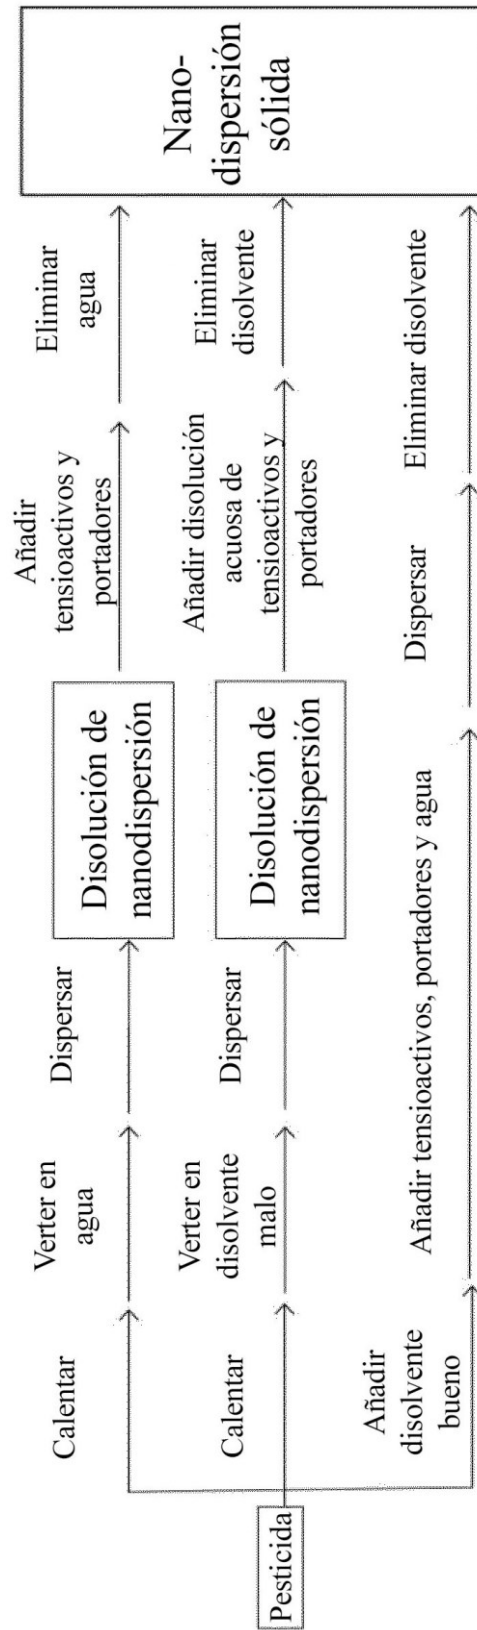 Pesticida
Calentar
Verter en
agua
Dispersar
Disolución de
nanodispersión
Añadir
tensioactivos y
portadores
Eliminar
agua
Calentar
Verter en
disolvente
malo
Dispersar
Disolución de
nanodispersión
Añadir disolución
acuosa de
tensioactivos y
portadores
Eliminar
disolvente
Añadir
disolvente
bueno
Añadir tensioactivos, portadores y agua
Dispersar
Eliminar disolvente
Nano-
dispersión
sólida